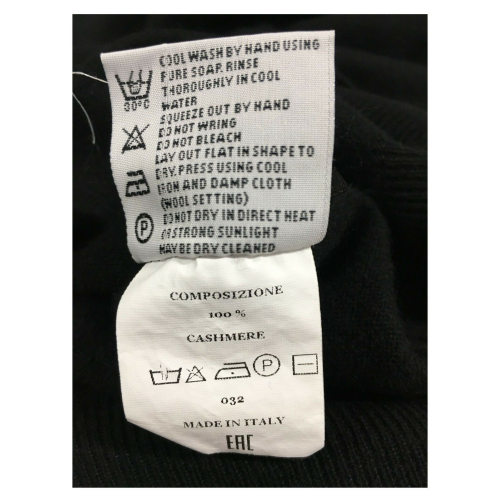 COOL WASH BY HAND USING
PURE SOAP. RINSE
THOROUGHLY IN COOL
WATER
SQUEEZE OUT BY HAND
DO NOT WRING
DO NOT BLEACH
LAY OUT FLAT IN SHAPE TO
DRY. PRESS USING COOL
IRON AND DAMP CLOTH
(WOOL SETTING)
DO NOT DRY IN DIRECT HEAT
OR STRONG SUNLIGHT
MAY BE DRY CLEANED
30°C
P
COMPOSIZIONE
100 %
CASHMERE
P
032
MADE IN ITALY
EAC